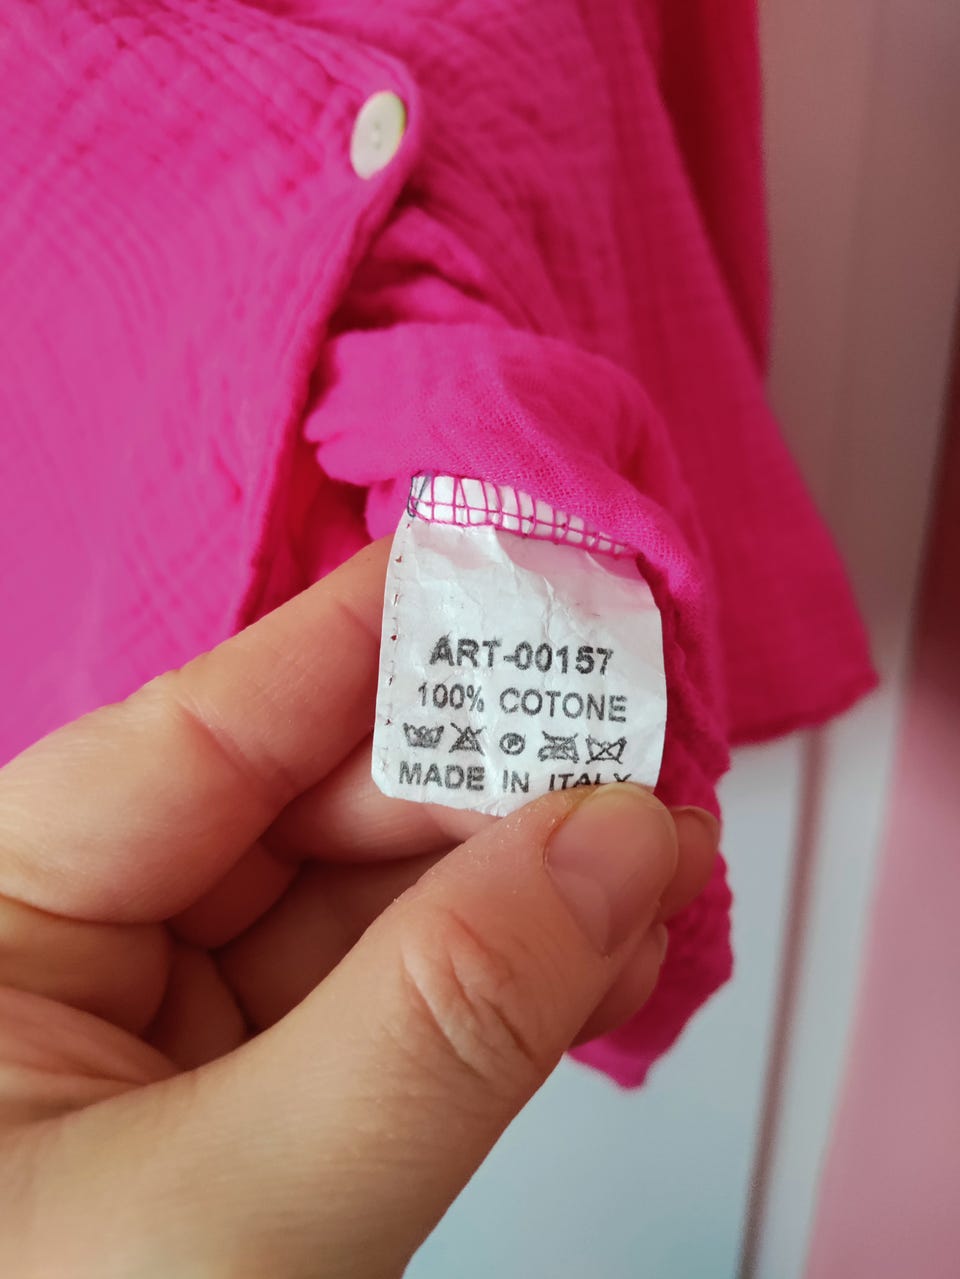 ART-00157
100% COTONE
MADE IN ITALY